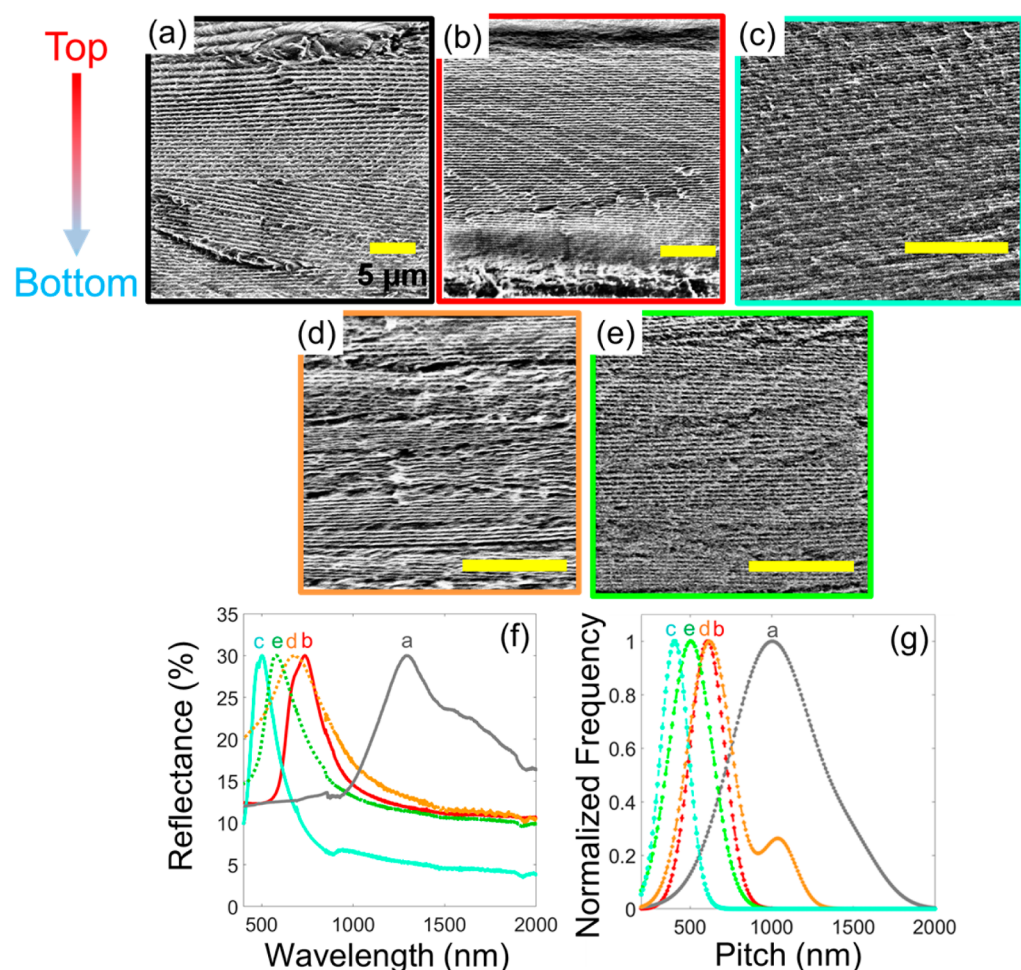 Top
Bottom
(a)
5 μm
(b)
(c)
(d)
(e)
Reflectance (%)
35
30
25
20
15
10
5
0
c e d b a
(f)
500 1000 1500 2000
Wavelength (nm)
Normalized Frequency
1
0.8
0.6
0.4
0.2
0
c e d b a
(g)
500 1000 1500 2000
Pitch (nm)